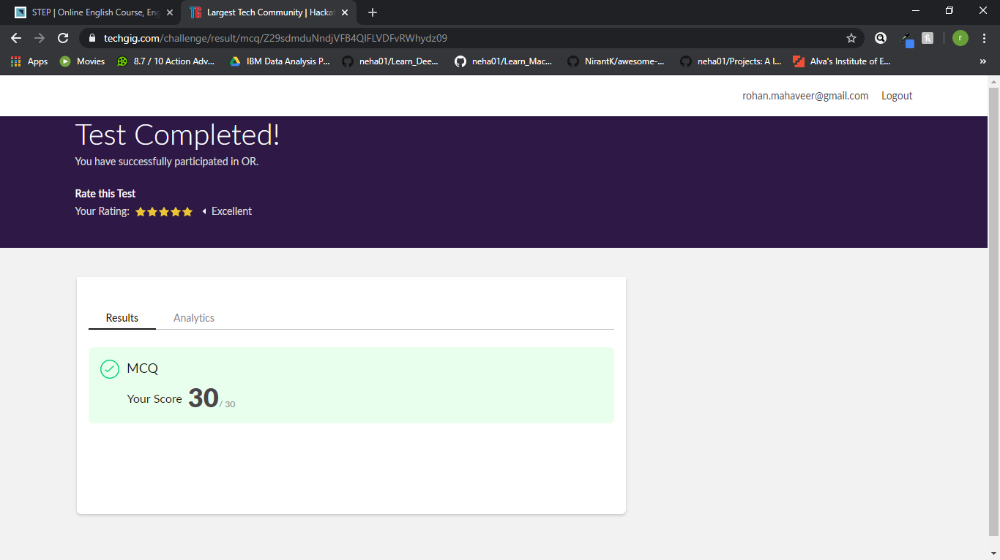 STEP | Online English Course, Eng
Largest Tech Community | Hackat
techgig.com/challenge/result/mcq/Z29sdmduNndjVFB4QlFLVDFvRWhydz09
r
Apps
Movies
8.7 / 10 Action Adv...
IBM Data Analysis P...
neha01/Learn_Dee...
neha01/Learn_Mac...
NirantK/awesome-...
neha01/Projects: A l...
Alva's Institute of E...
»
rohan.mahaveer@gmail.com Logout
Test Completed!
You have successfully participated in OR.
Rate this Test
Your Rating: Excellent
Results Analytics
MCQ
Your Score 30 / 30